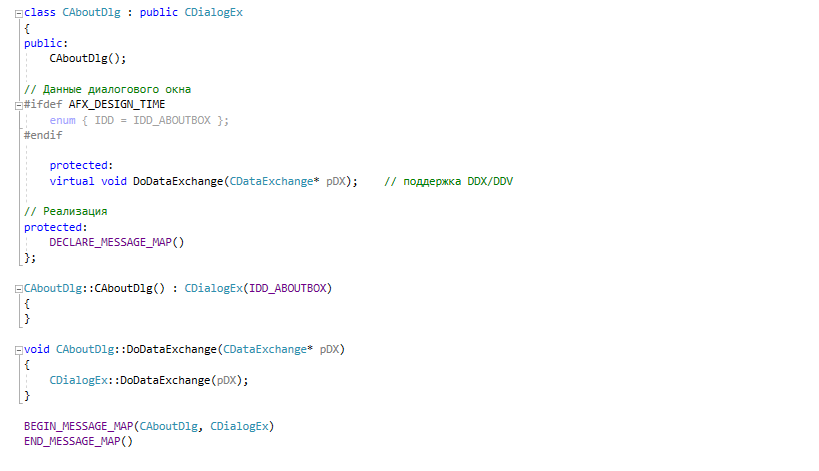 class CAboutDlg : public CDialogEx
{
public:
    CAboutDlg();

// Данные диалогового окна
#ifdef AFX_DESIGN_TIME
    enum { IDD = IDD_ABOUTBOX };
#endif

    protected:
    virtual void DoDataExchange(CDataExchange* pDX);    // поддержка DDX/DDV

// Реализация
protected:
    DECLARE_MESSAGE_MAP()
};

CAboutDlg::CAboutDlg() : CDialogEx(IDD_ABOUTBOX)
{
}

void CAboutDlg::DoDataExchange(CDataExchange* pDX)
{
    CDialogEx::DoDataExchange(pDX);
}

BEGIN_MESSAGE_MAP(CAboutDlg, CDialogEx)
END_MESSAGE_MAP()